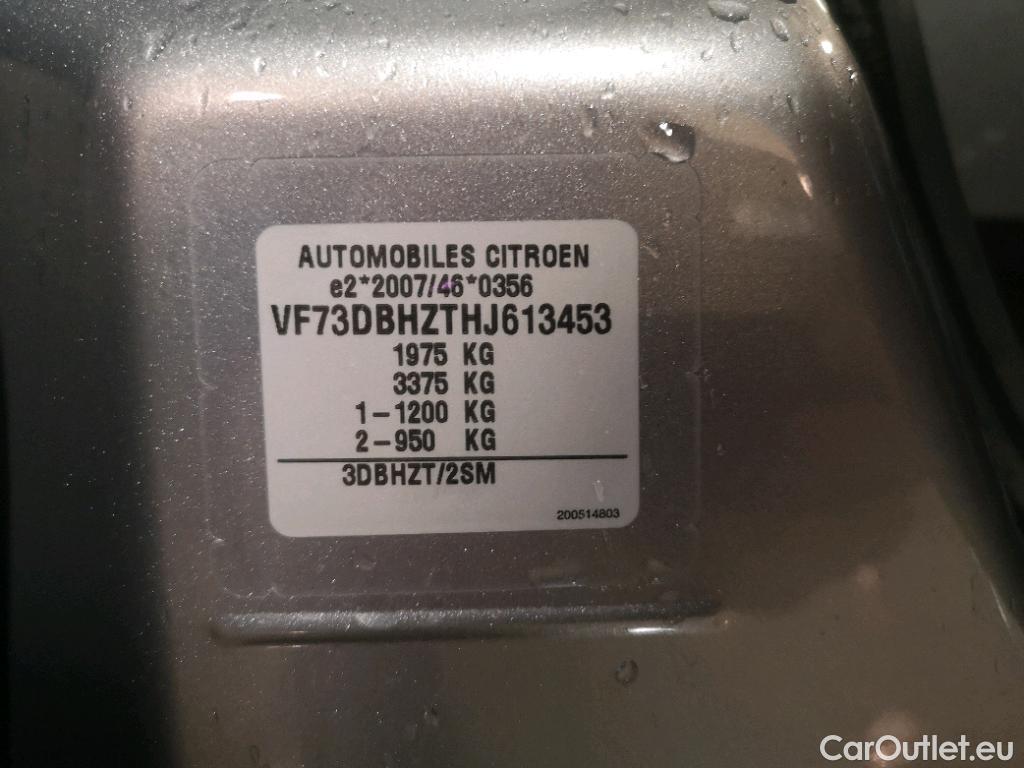 AUTOMOBILES CITROEN
e2*2007/46*0356
VF73DBHZTHJ613453
1975 KG
3375 KG
1-1200 KG
2-950 KG
3DBHZT/2SM
200514803
CarOutlet.eu